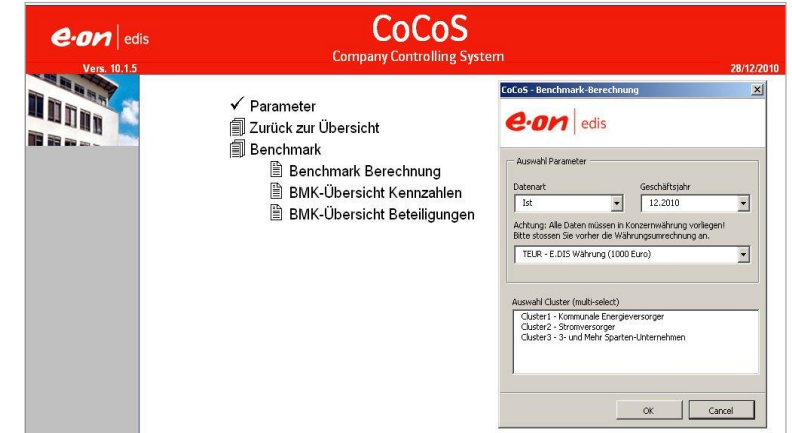 e·on | edis
CoCoS
Company Controlling System
Vers. 10.1.5
28/12/2010
Parameter
Zurück zur Übersicht
Benchmark
Benchmark Berechnung
BMK-Übersicht Kennzahlen
BMK-Übersicht Beteiligungen
CoCoS - Benchmark-Berechnung
e·on | edis
Auswahl Parameter
Datenart
Geschäftsjahr
Ist
12.2010
Achtung: Alle Daten müssen in Konzernwährung vorliegen!
Bitte stossen Sie vorher die Währungsumrechnung an.
TEUR - E.DIS Währung (1000 Euro)
Auswahl Cluster (multi-select)
Cluster1 - Kommunale Energieversorger
Cluster2 - Stromversorger
Cluster3 - 3- und Mehr Sparten-Unternehmen
OK
Cancel